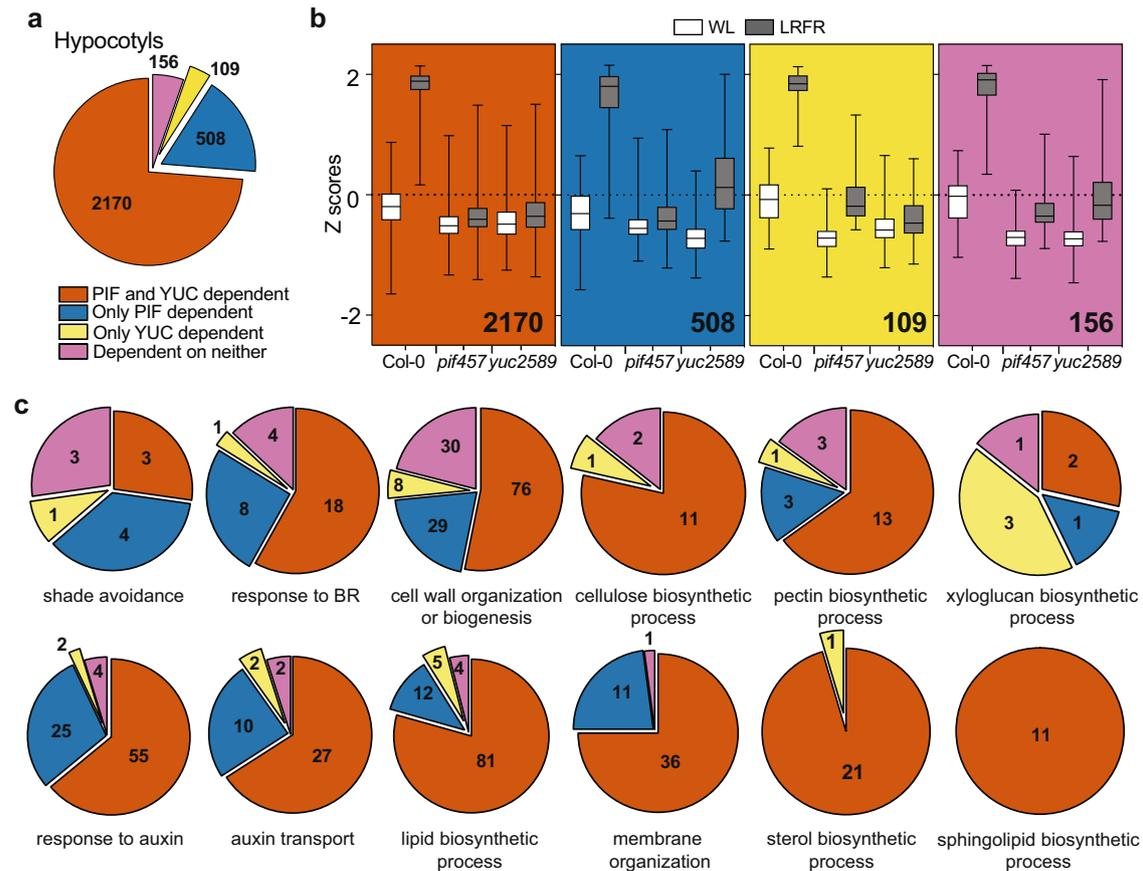 a
Hypocotyls
156
109
508
2170
PIF and YUC dependent
Only PIF dependent
Only YUC dependent
Dependent on neither
b
WL LRFR
Z scores
2
0
-2
2170 508 109 156
Col-0 pif457 yuc2589 Col-0 pif457 yuc2589 Col-0 pif457 yuc2589 Col-0 pif457 yuc2589
c
3 3 1 4
shade avoidance
1 4 8 18
response to BR
30 8 76 29
cell wall organization
or biogenesis
2 1 11
cellulose biosynthetic
process
3 1 3 13
pectin biosynthetic
process
1 2 3 1
xyloglucan biosynthetic
process
2 4 25 55
response to auxin
2 2 10 27
auxin transport
5 4 12 81
lipid biosynthetic
process
1 11 36
membrane
organization
1 21
sterol biosynthetic
process
11
sphingolipid biosynthetic
process